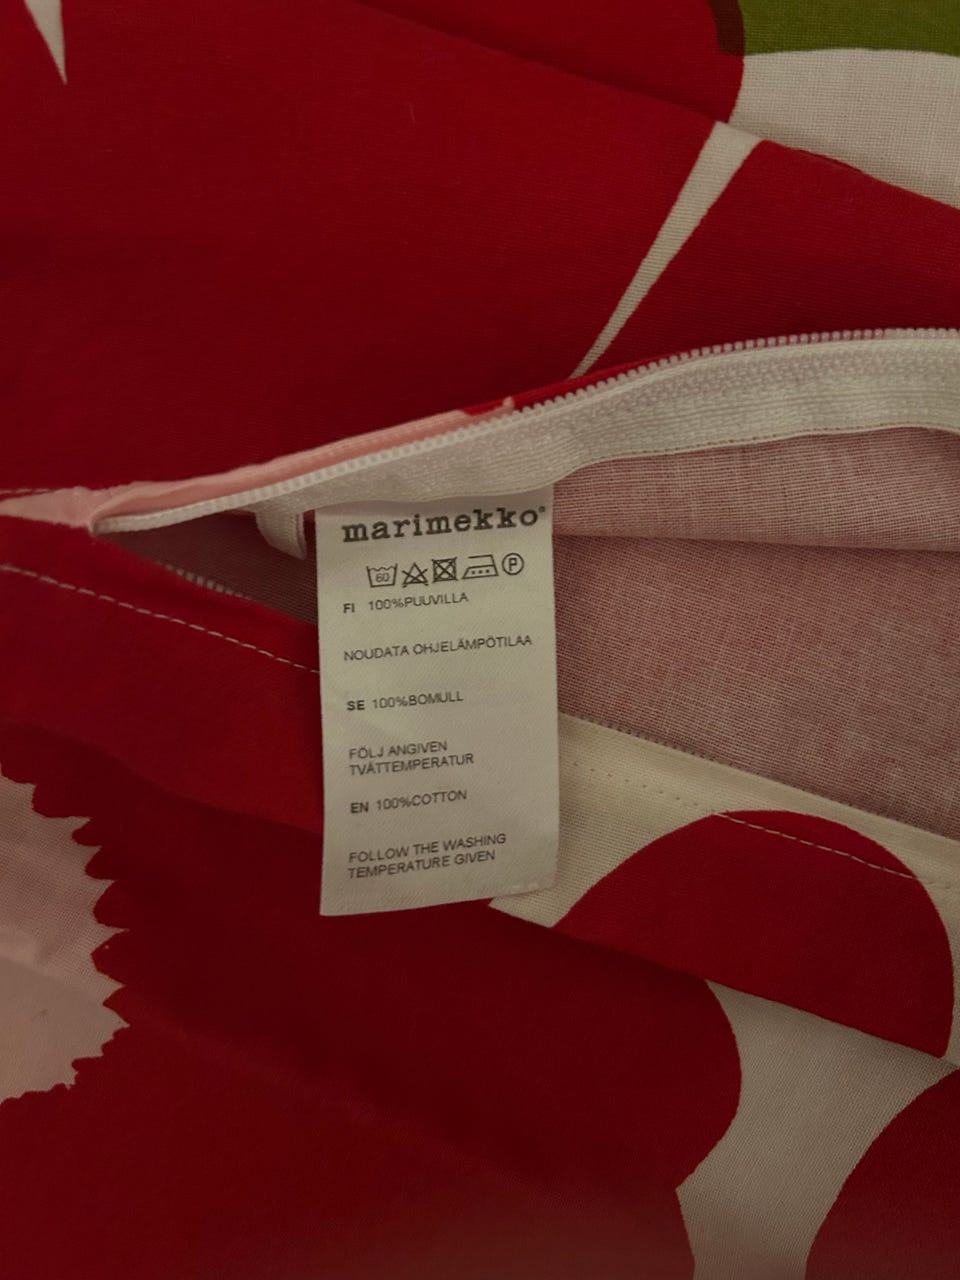 marimekko®
60 P
FI 100%PUUVILLA
NOUDATA OHJELÄMPÖTILAA
SE 100%BOMULL
FÖLJ ANGIVEN
TVÄTTEMPERATUR
EN 100%COTTON
FOLLOW THE WASHING
TEMPERATURE GIVEN